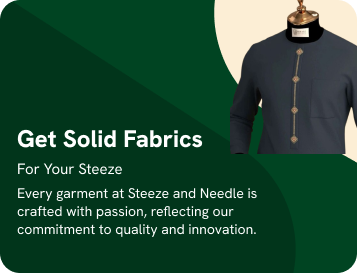 Get Solid Fabrics
For Your Steeze
Every garment at Steeze and Needle is
crafted with passion, reflecting our
commitment to quality and innovation.